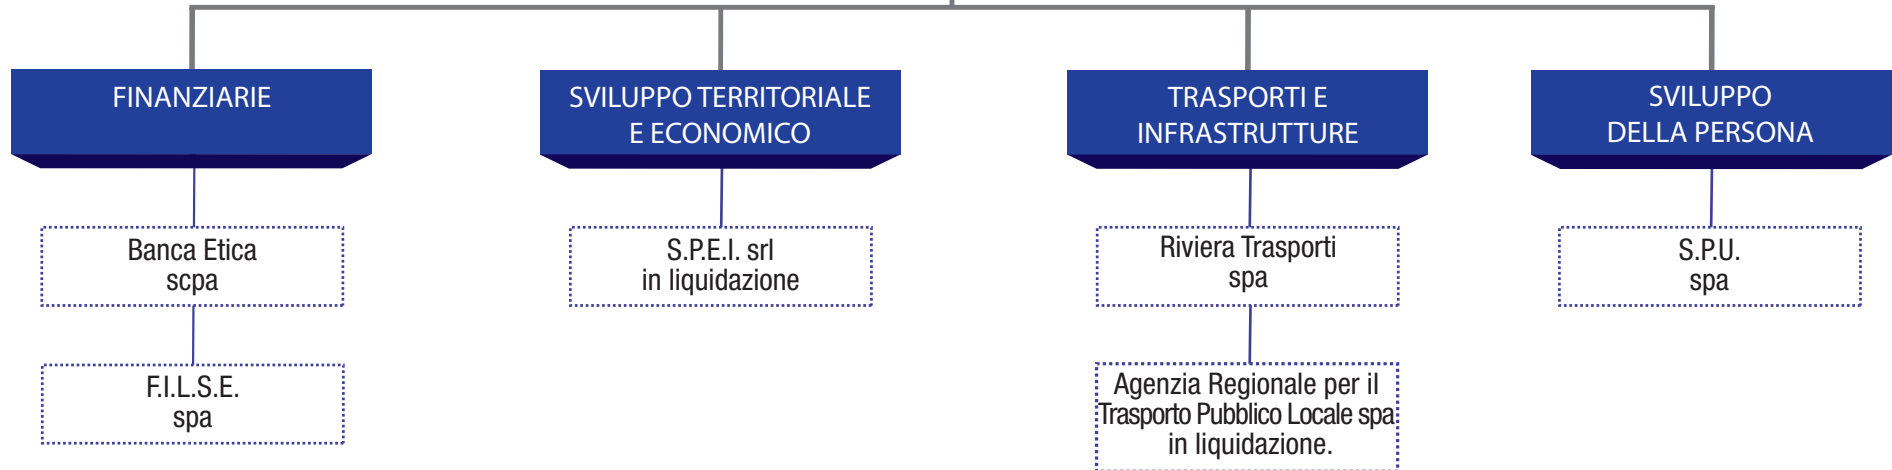 FINANZIARIE
SVILUPPO TERRITORIALE
E ECONOMICO
TRASPORTI E
INFRASTRUTTURE
SVILUPPO
DELLA PERSONA
Banca Etica
scpa
S.P.E.I. srl
in liquidazione
Riviera Trasporti
spa
S.P.U.
spa
F.I.L.S.E.
spa
Agenzia Regionale per il
Trasporto Pubblico Locale spa
in liquidazione.